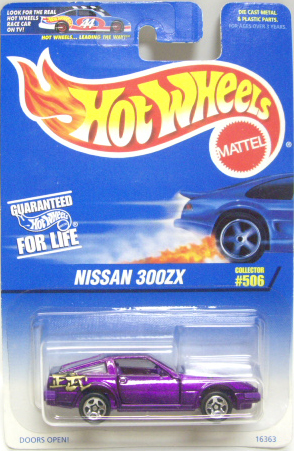 LOOK FOR THE REAL
HOT WHEELS
RACE CAR
ON TV!
44
HOT WHEELS... LEADING THE WAY!
DIE CAST METAL
& PLASTIC PARTS.
FOR AGES OVER 3 YEARS.
HOT WHEELS
MATTEL
GUARANTEED
Hot Wheels
FOR LIFE
NISSAN 300ZX
COLLECTOR
#506
DOORS OPEN!
16363